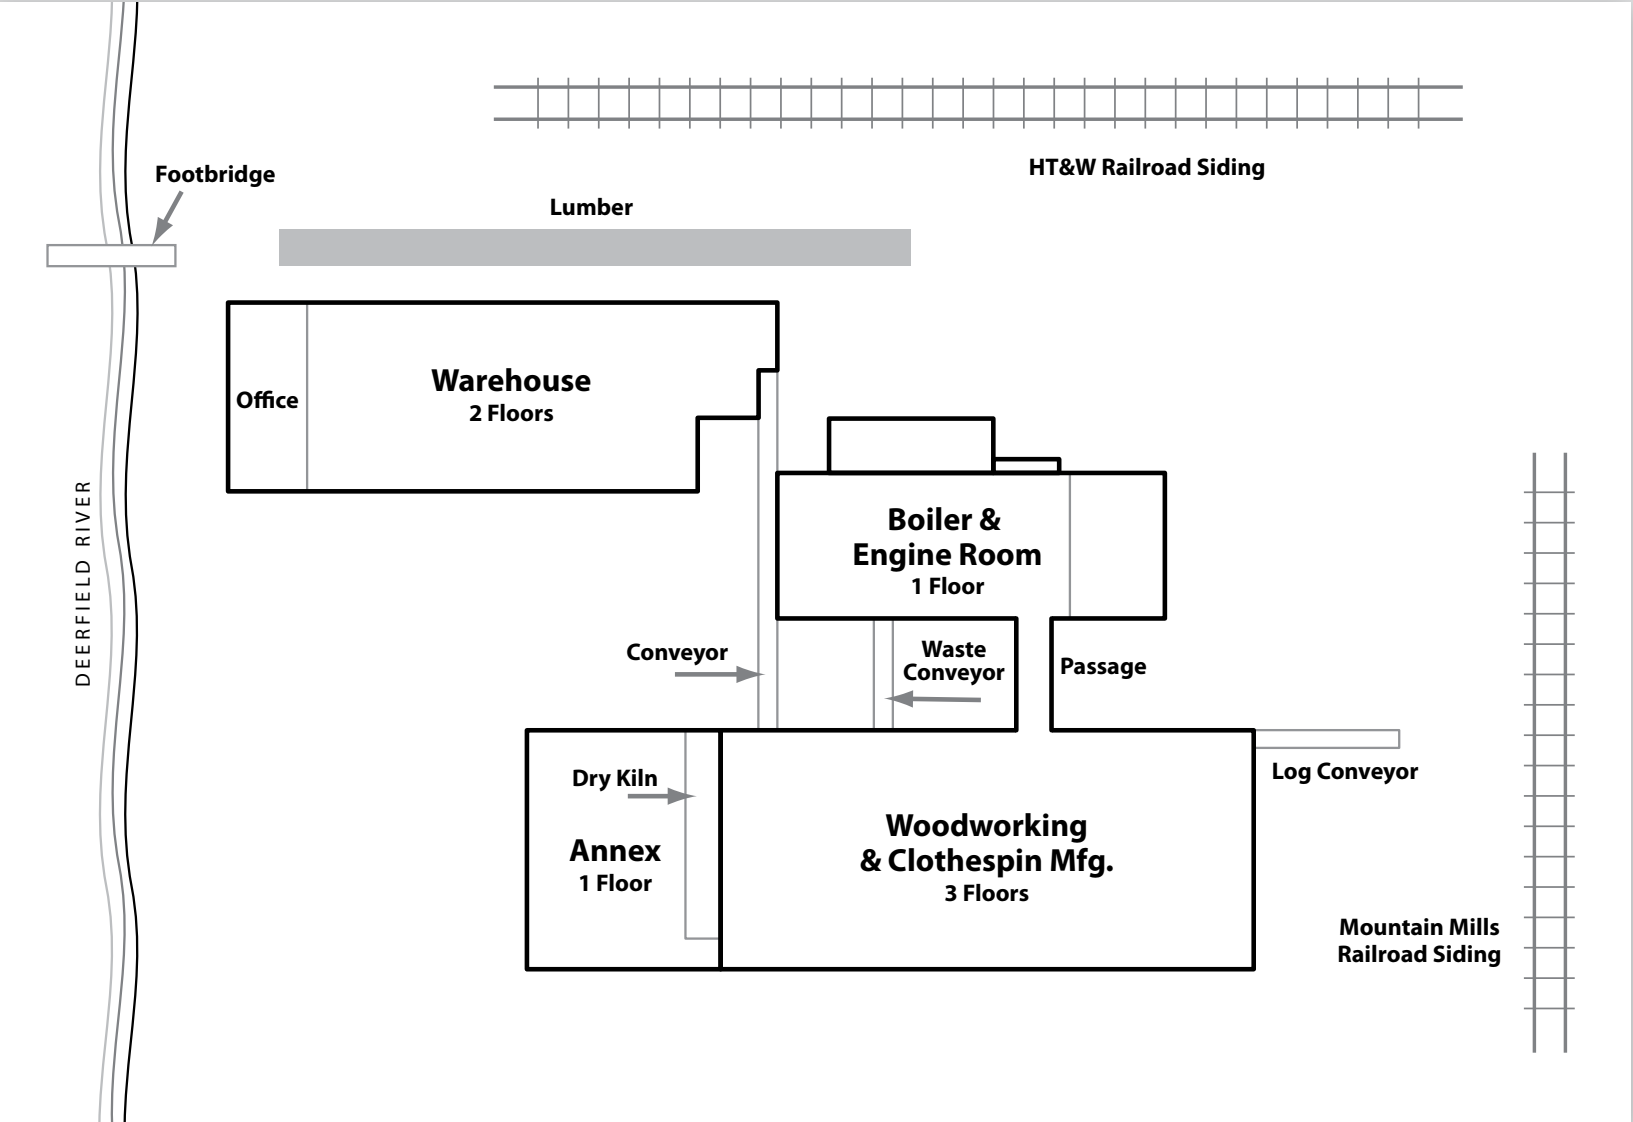 HT&W Railroad Siding
Footbridge
Lumber
Office
Warehouse
2 Floors
DEERFIELD RIVER
Boiler &
Engine Room
1 Floor
Conveyor
Waste
Conveyor
Passage
Dry Kiln
Annex
1 Floor
Woodworking
& Clothespin Mfg.
3 Floors
Log Conveyor
Mountain Mills
Railroad Siding